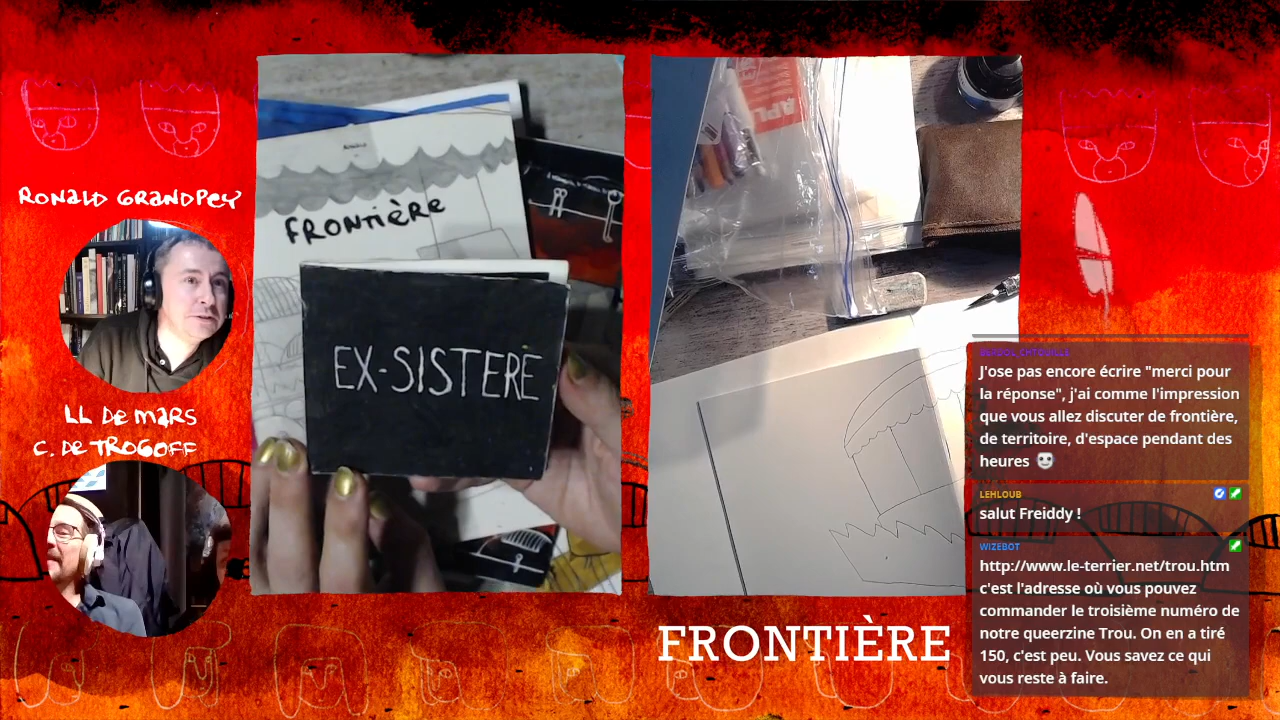 RONALD GRANDPEY
LL DE MARS
C. DE TROGOFF
FRONTIÈRE
EX-SISTERE
APLI
FRONTIÈRE
J'ose pas encore écrire "merci pour
la réponse", j'ai comme l'impression
que vous allez discuter de frontière,
de territoire, d'espace pendant des
heures
LEHLOUB
salut Freiddy !
WIZEBOT
http://www.le-terrier.net/trou.htm
c'est l'adresse où vous pouvez
commander le troisième numéro de
notre queerzine Trou. On en a tiré
150, c'est peu. Vous savez ce qui
vous reste à faire.